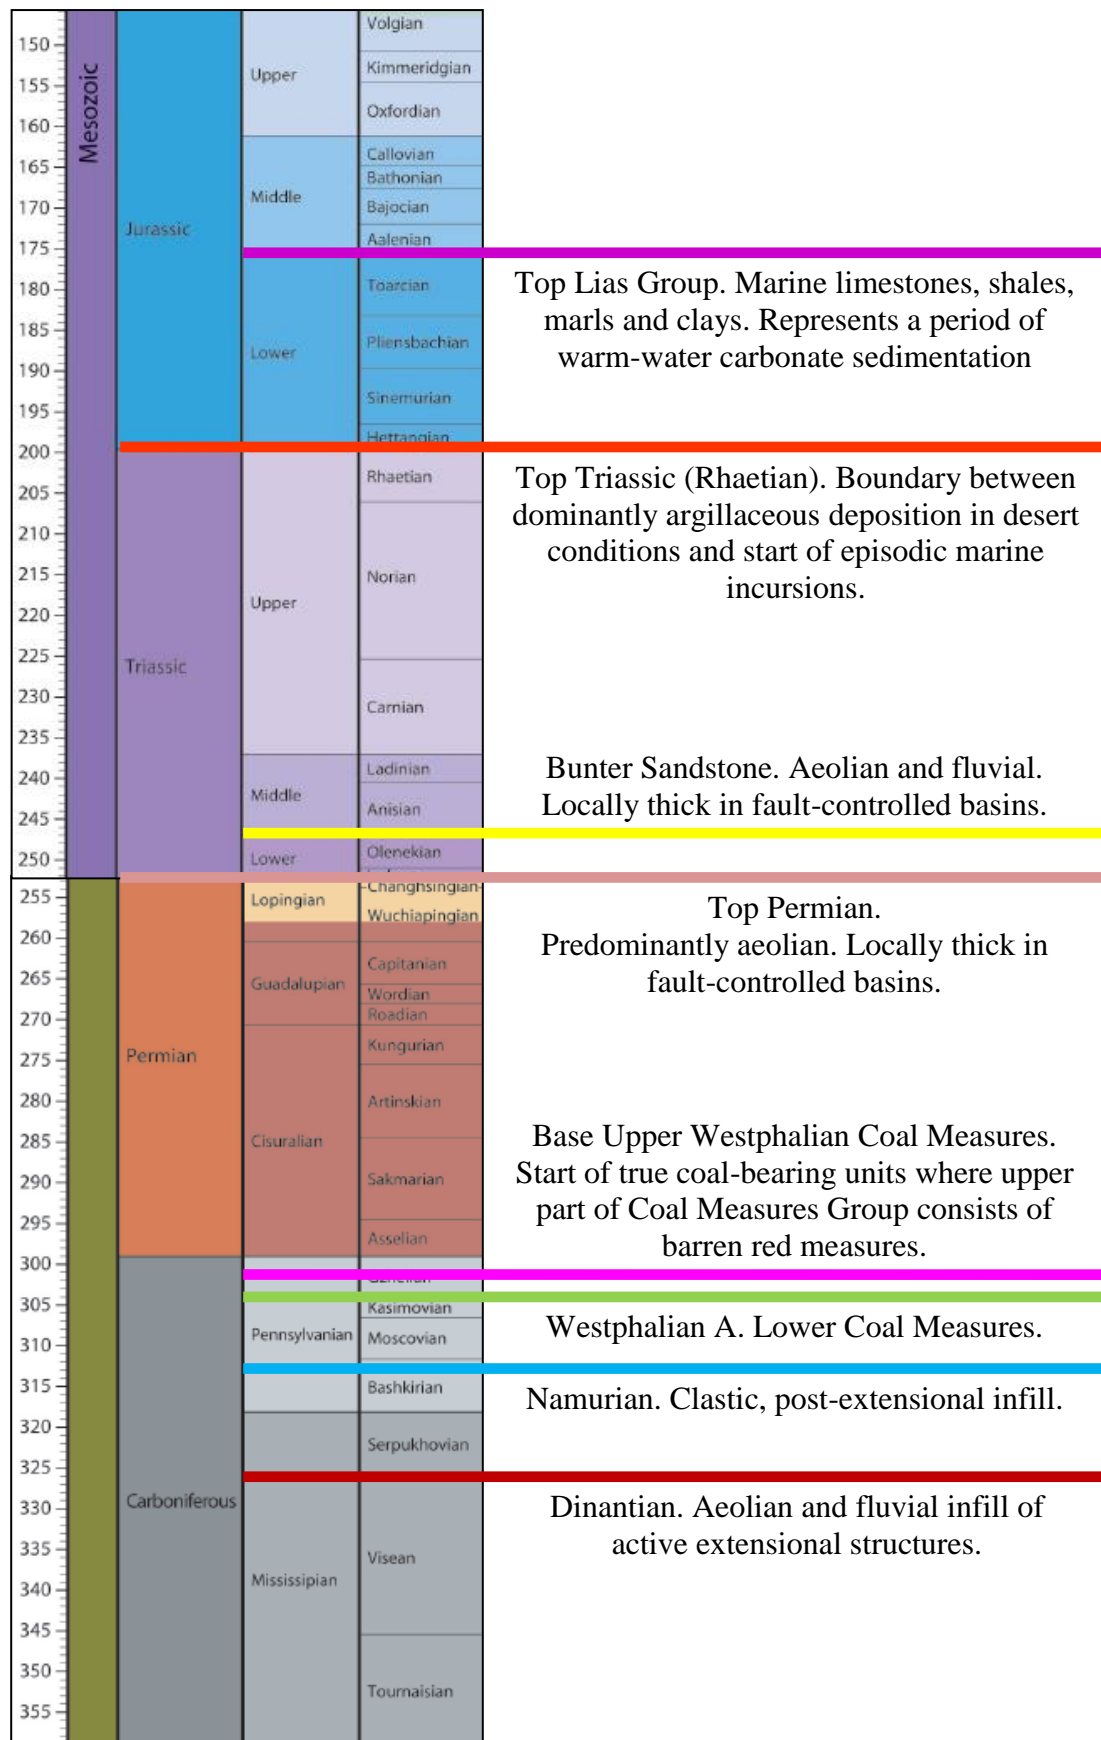 150
155
160
165
170
175
180
185
190
195
200
205
210
215
220
225
230
235
240
245
250
255
260
265
270
275
280
285
290
295
300
305
310
315
320
325
330
335
340
345
350
355
Mesozoic
Jurassic
Triassic
Permian
Carboniferous
Upper
Middle
Lower
Upper
Middle
Lower
Lopingian
Guadalupian
Cisuralian
Pennsylvanian
Mississipian
Volgian
Kimmeridgian
Oxfordian
Callovian
Bathonian
Bajocian
Aalenian
Toarcian
Pliensbachian
Sinemurian
Hettangian
Rhaetian
Norian
Carnian
Ladinian
Anisian
Olenekian
Changhsingian
Wuchiapingian
Capitanian
Wordian
Roadian
Kungurian
Artinskian
Sakmarian
Asselian
Gzhelian
Kasimovian
Moscovian
Bashkirian
Serpukhovian
Visean
Tournaisian
Top Lias Group. Marine limestones, shales,
marls and clays. Represents a period of
warm-water carbonate sedimentation
Top Triassic (Rhaetian). Boundary between
dominantly argillaceous deposition in desert
conditions and start of episodic marine
incursions.
Bunter Sandstone. Aeolian and fluvial.
Locally thick in fault-controlled basins.
Top Permian.
Predominantly aeolian. Locally thick in
fault-controlled basins.
Base Upper Westphalian Coal Measures.
Start of true coal-bearing units where upper
part of Coal Measures Group consists of
barren red measures.
Westphalian A. Lower Coal Measures.
Namurian. Clastic, post-extensional infill.
Dinantian. Aeolian and fluvial infill of
active extensional structures.